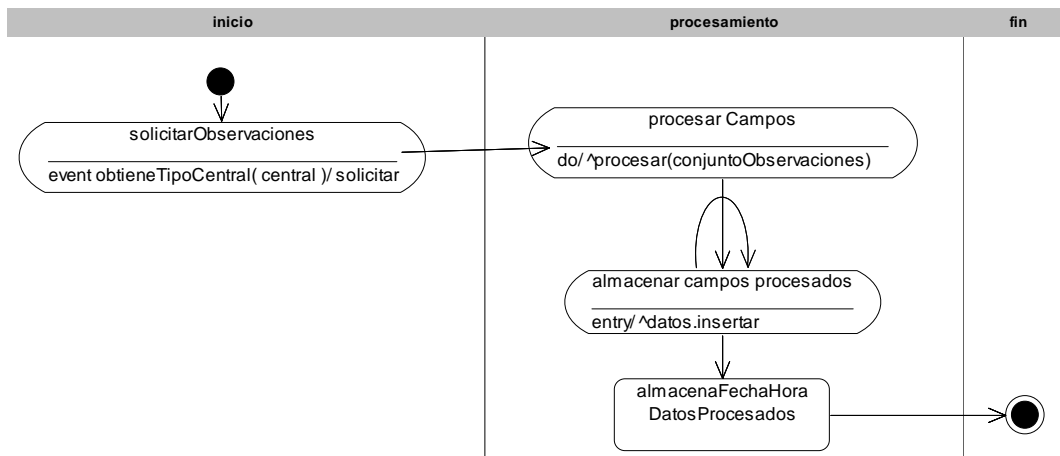 inicio
procesamiento
fin
solicitarObservaciones
event obtieneTipoCentral( central )/ solicitar
procesar Campos
do/ ^procesar(conjuntoObservaciones)
almacenar campos procesados
entry/ ^datos.insertar
almacenaFechaHora
DatosProcesados